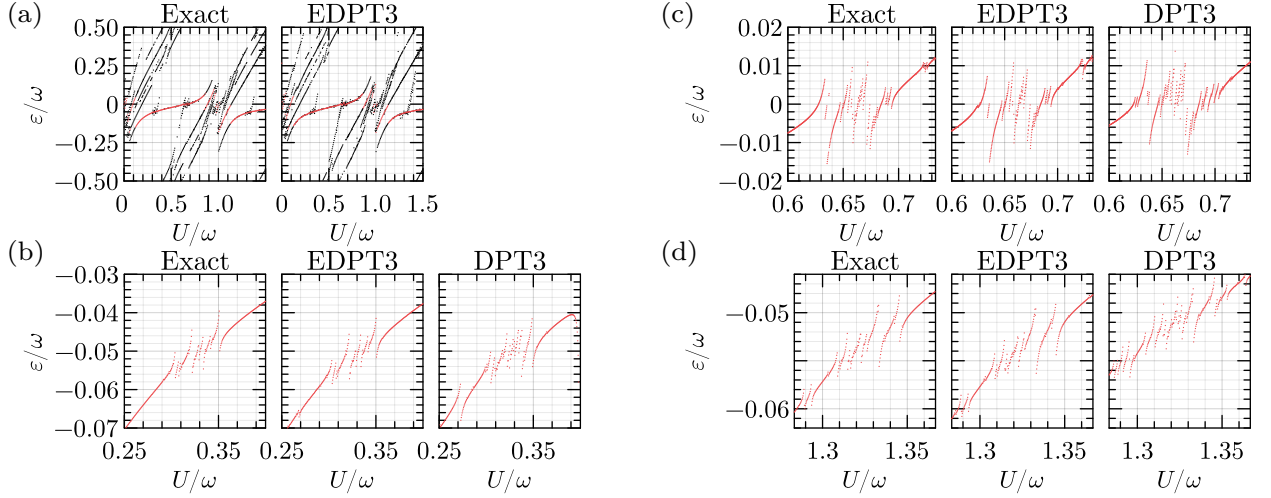 (a)
Exact EDPT3
ε/ω
0.50
0.25
0
−0.25
−0.50
0 0.5 1.0 0 0.5 1.0 1.5
U/ω U/ω
(b)
Exact EDPT3 DPT3
ε/ω
−0.03
−0.04
−0.05
−0.06
−0.07
0.25 0.35 0.25 0.35 0.25 0.35
U/ω U/ω U/ω
(c)
Exact EDPT3 DPT3
ε/ω
0.02
0.01
0
−0.01
−0.02
0.6 0.65 0.7 0.6 0.65 0.7 0.6 0.65 0.7
U/ω U/ω U/ω
(d)
Exact EDPT3 DPT3
ε/ω
−0.05
−0.06
1.3 1.35 1.3 1.35 1.3 1.35
U/ω U/ω U/ω